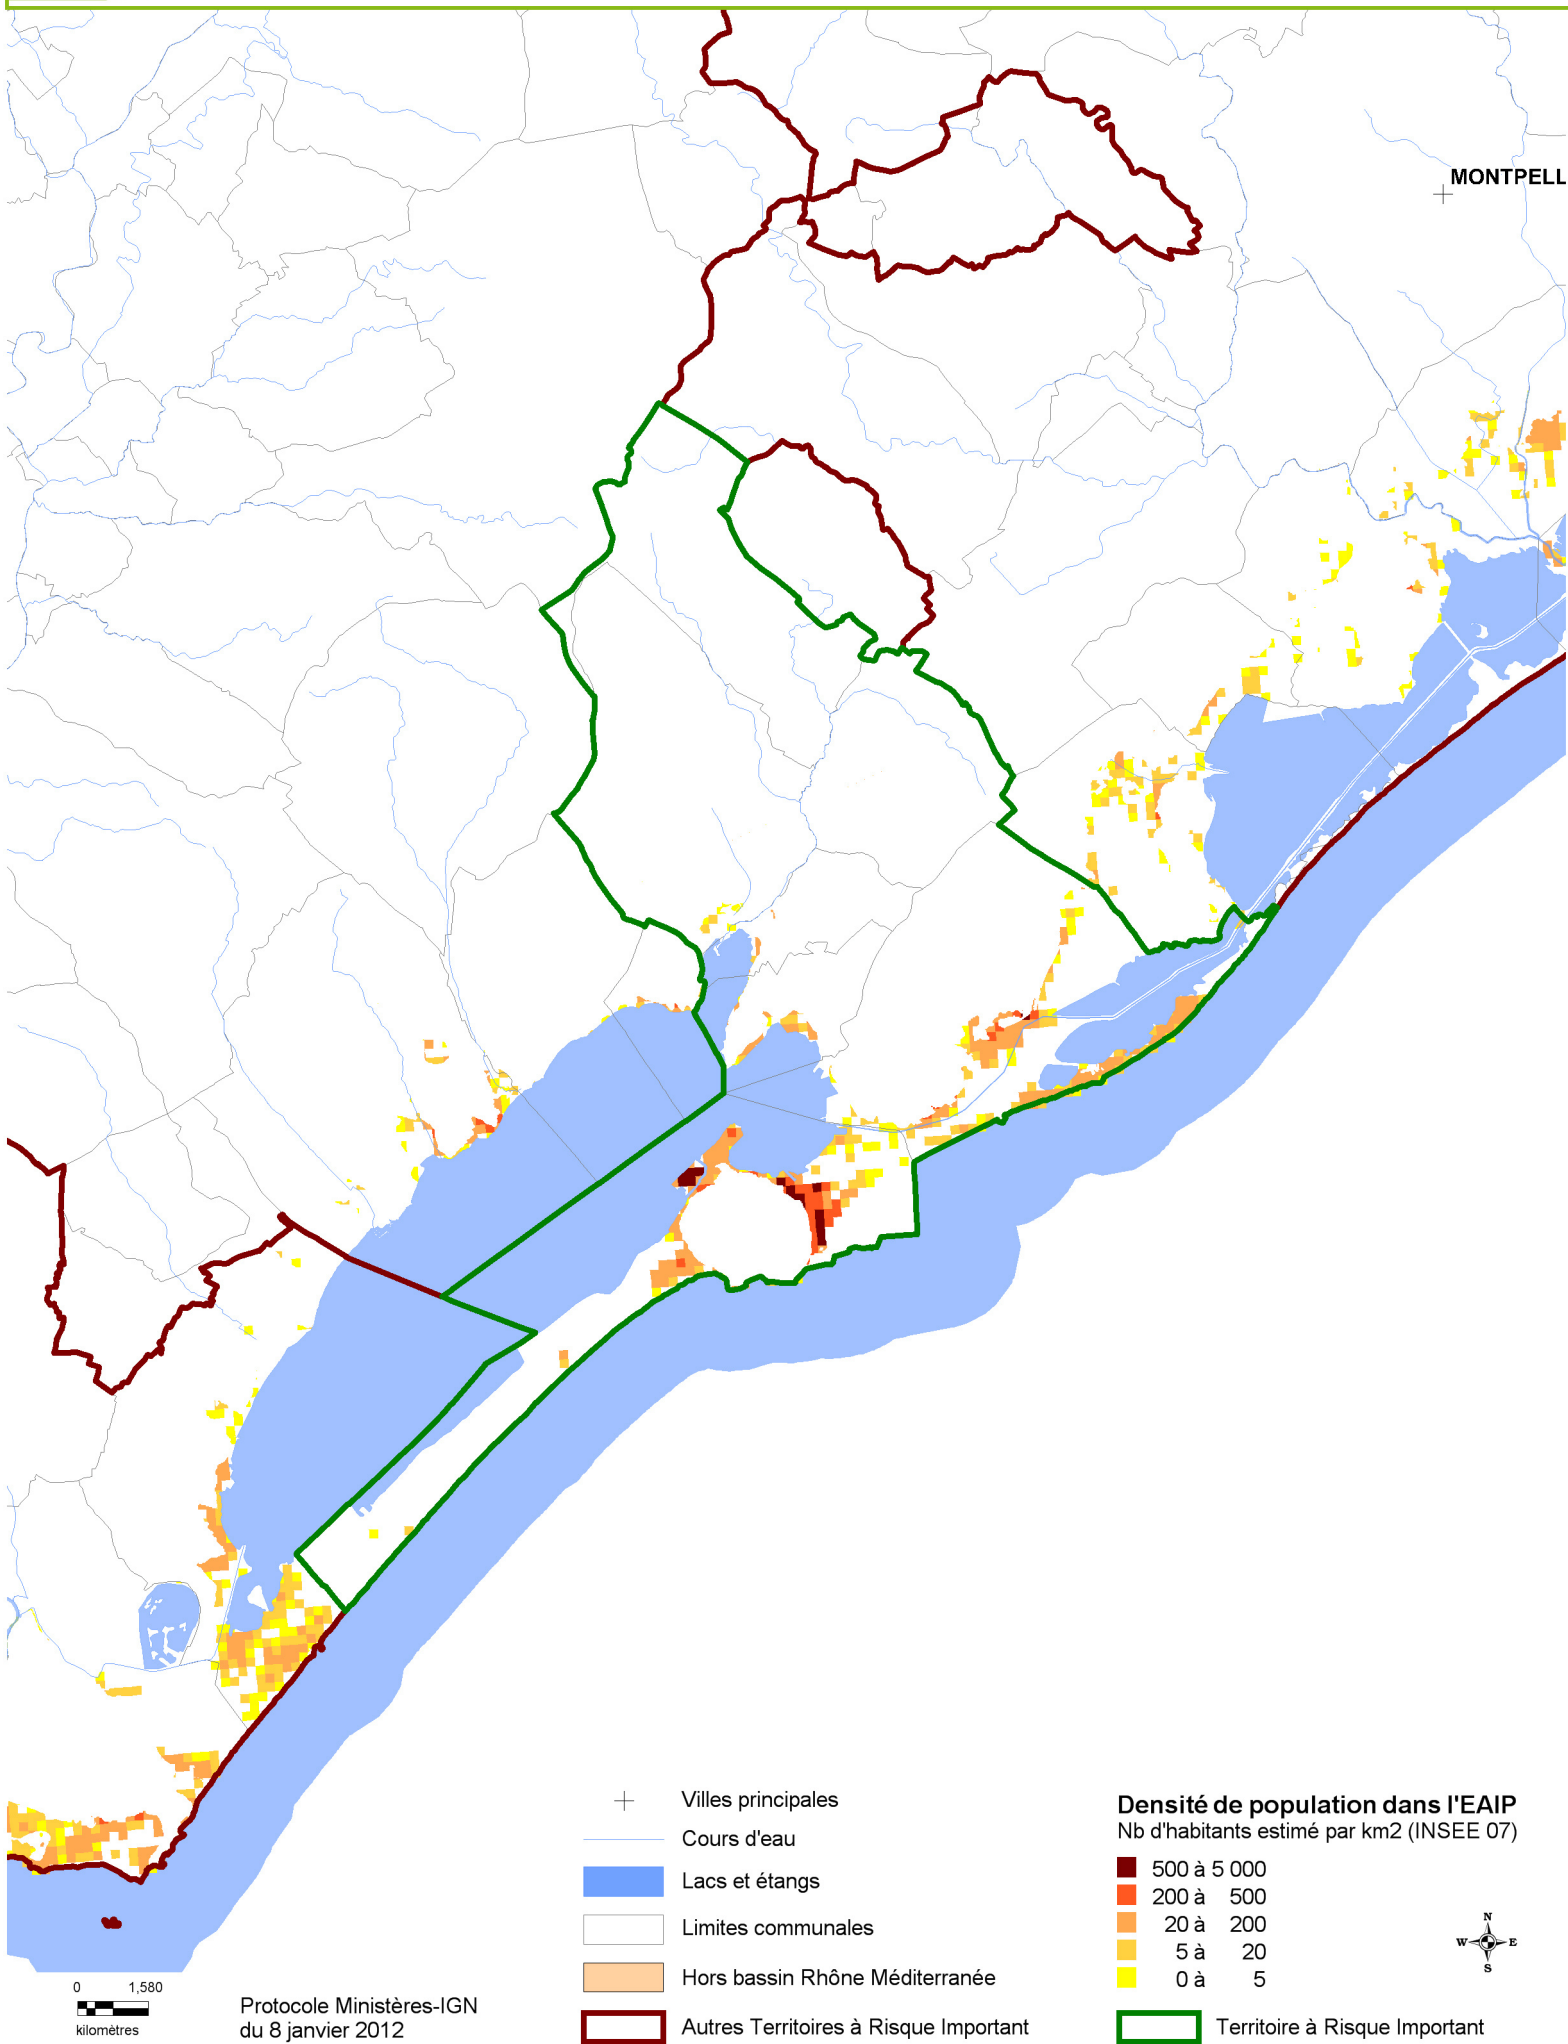 MONTPELL
Villes principales
Cours d'eau
Lacs et étangs
Limites communales
Hors bassin Rhône Méditerranée
Autres Territoires à Risque Important
Densité de population dans l'EAIP
Nb d'habitants estimé par km2 (INSEE 07)
500 à 5 000
200 à 500
20 à 200
5 à 20
0 à 5
Territoire à Risque Important
N
W E
S
0 1,580
kilomètres
Protocole Ministères-IGN
du 8 janvier 2012